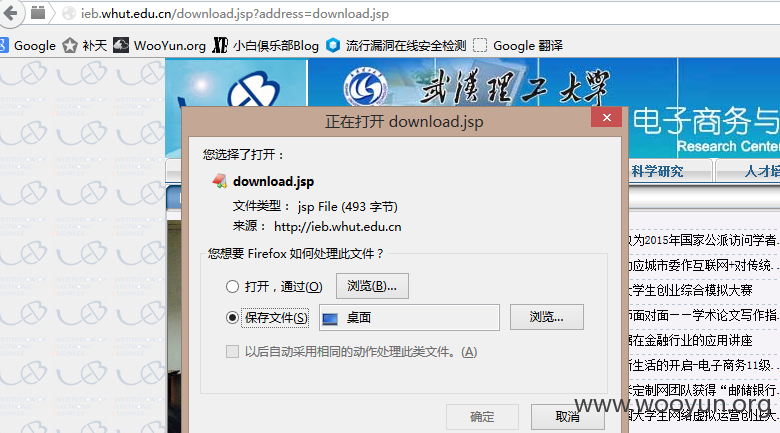 ieb.whut.edu.cn/download.jsp?address=download.jsp
Google 补天 WooYun.org 小白俱乐部Blog 流行漏洞在线安全检测 Google 翻译
武漢理工大學
电子商务与
Research Center
正在打开 download.jsp
科学研究 人才培
您选择了打开：
download.jsp
文件类型： jsp File (493 字节)
来源： http://ieb.whut.edu.cn
为2015年国家公派访问学者
您想要 Firefox 如何处理此文件？
应城市委作互联网+对传统
打开，通过(O) 浏览(B)...
学生创业综合模拟大赛
保存文件(S) 桌面 浏览...
面对面－－学术论文写作指
在金融行业的应用讲座
以后自动采用相同的动作处理此类文件。(A)
生活的开启-电子商务11级
定制网团队获得“邮储银行
www.wooyun.org
确定 取消
大学生网络虚拟运营创业大